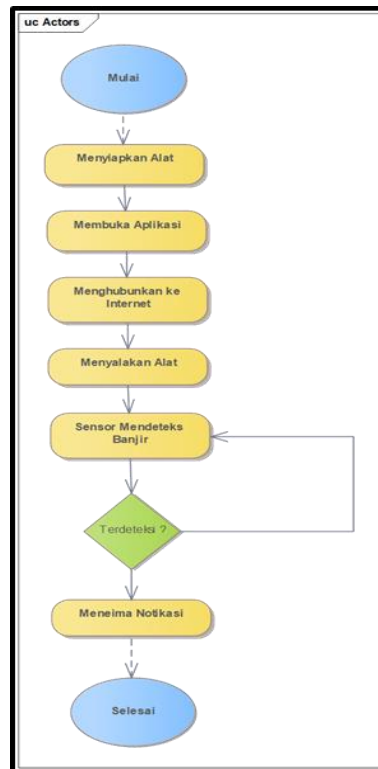 uc Actors
Mulai
Menyiapkan Alat
Membuka Aplikasi
Menghubunkan ke
Internet
Menyalakan Alat
Sensor Mendeteks
Banjir
Terdeteksi ?
Meneima Notikasi
Selesai